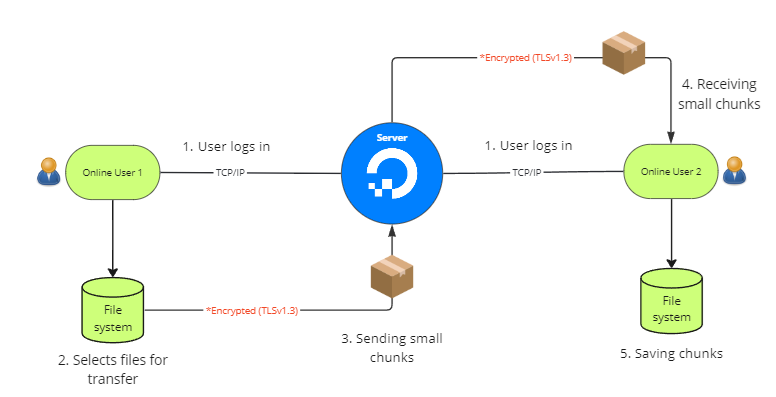 *Encrypted (TLSv1.3)
4. Receiving
small chunks
Server
1. User logs in
1. User logs in
Online User 1
TCP/IP
TCP/IP
Online User 2
File
system
*Encrypted (TLSv1.3)
File
system
3. Sending small
chunks
2. Selects files for
transfer
5. Saving chunks